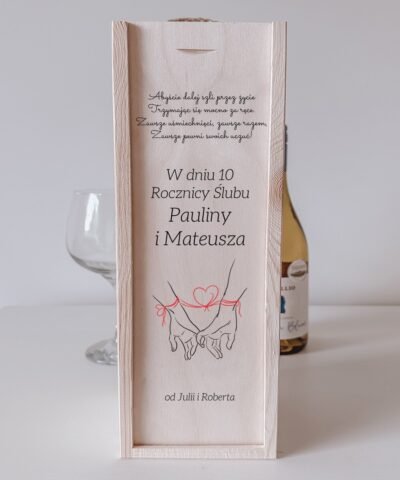 Abyście dalej szli przez życie
Trzymając się mocno za ręce.
Zawsze uśmiechnięci, zawsze razem,
Zawsze pewni swoich uczuć!
W dniu 10
Rocznicy Ślubu
Pauliny
i Mateusza
od Julii i Roberta